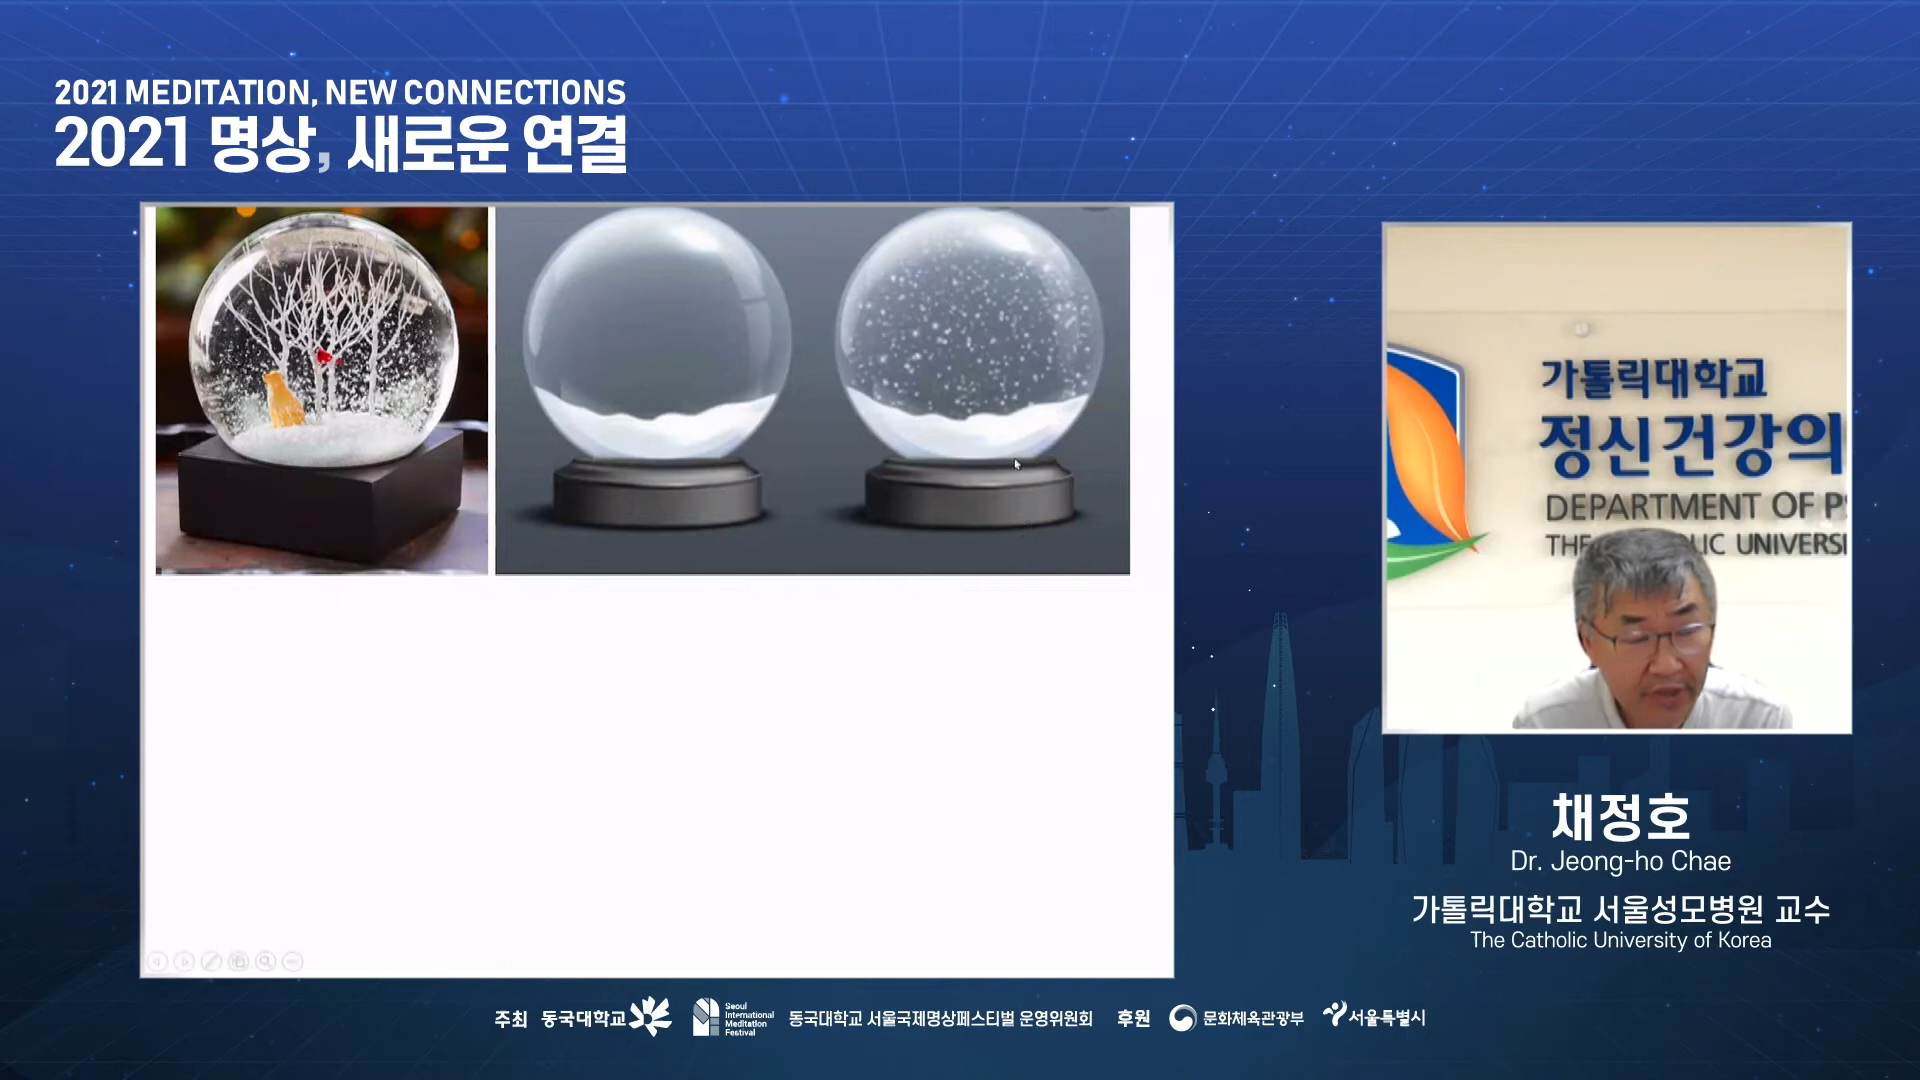 2021 MEDITATION, NEW CONNECTIONS
2021 명상, 새로운 연결
가톨릭대학교
정신건강의
DEPARTMENT OF PS
THE LIC UNIVERSI
채정호
Dr. Jeong-ho Chae
가톨릭대학교 서울성모병원 교수
The Catholic University of Korea
주최 동국대학교 Seoul International Meditation Festival 동국대학교 서울국제명상페스티벌 운영위원회 후원 문화체육관광부 서울특별시